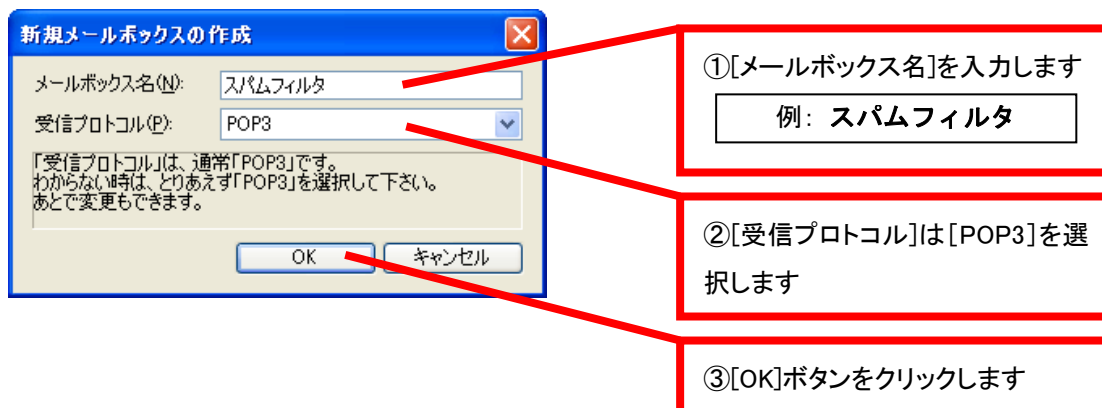 新規メールボックスの作成
メールボックス名(N):
スパムフィルタ
受信プロトコル(P):
POP3
「受信プロトコル」は、通常「POP3」です。
わからない時は、とりあえず「POP3」を選択して下さい。
あとで変更もできます。
OK
キャンセル
①[メールボックス名]を入力します
例: スパムフィルタ
②[受信プロトコル]は[POP3]を選
択します
③[OK]ボタンをクリックします